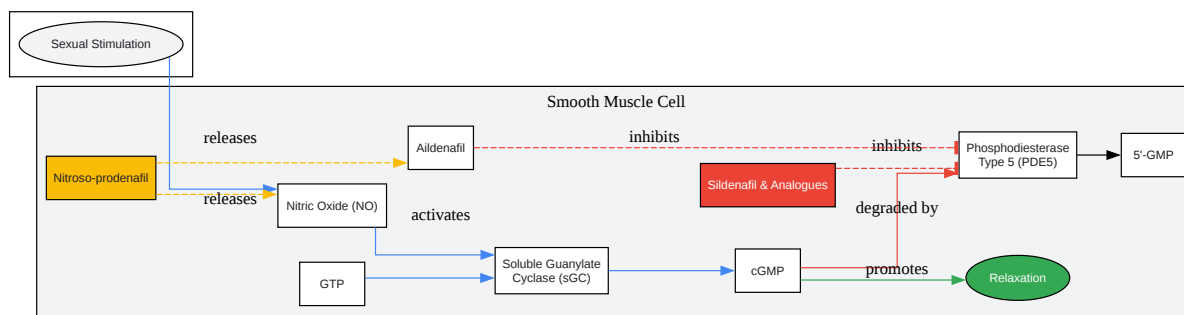 Sexual Stimulation
Smooth Muscle Cell
releases
Aildenafil
inhibits
inhibits
Phosphodiesterase
Type 5 (PDE5)
5'-GMP
Nitroso-prodenafil
releases
Nitric Oxide (NO)
activates
Sildenafil & Analogues
degraded by
Soluble Guanylate
Cyclase (sGC)
GTP
cGMP
promotes
Relaxation